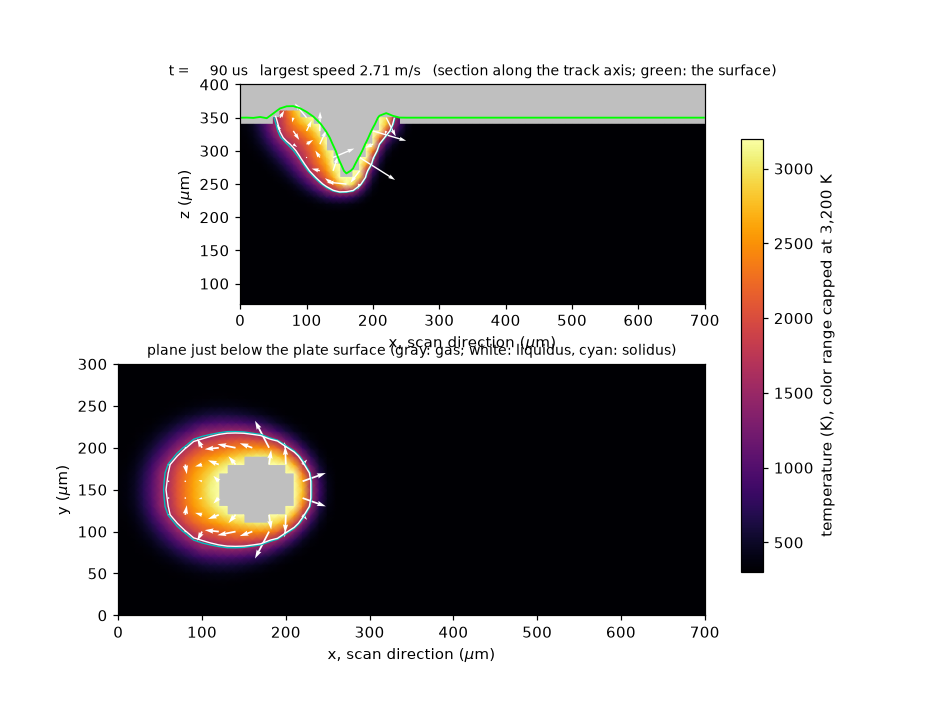 t =     90 us   largest speed 2.71 m/s   (section along the track axis; green: the surface)
400
350
300
250
200
150
100
z (μm)
0 100 200 300 400 500 600 700
x, scan direction (μm)
plane just below the plate surface (gray: gas; white: liquidus, cyan: solidus)
300
250
200
150
100
50
0
y (μm)
0 100 200 300 400 500 600 700
x, scan direction (μm)
3000
2500
2000
1500
1000
500
temperature (K), color range capped at 3,200 K